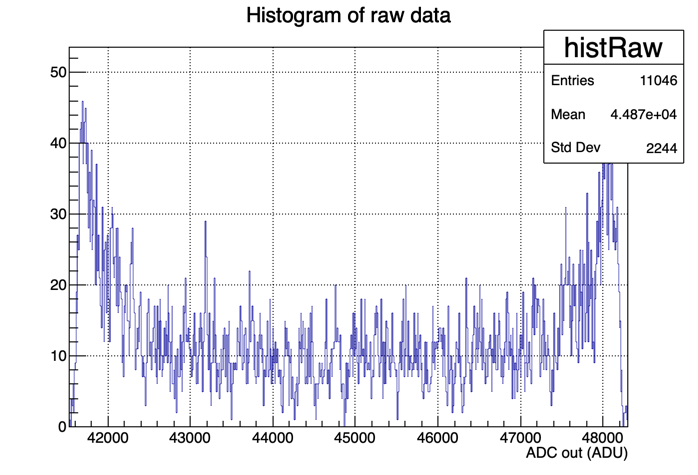 Histogram of raw data
histRaw
Entries 11046
Mean 4.487e+04
Std Dev 2244
50
40
30
20
10
0
42000 43000 44000 45000 46000 47000 48000
ADC out (ADU)